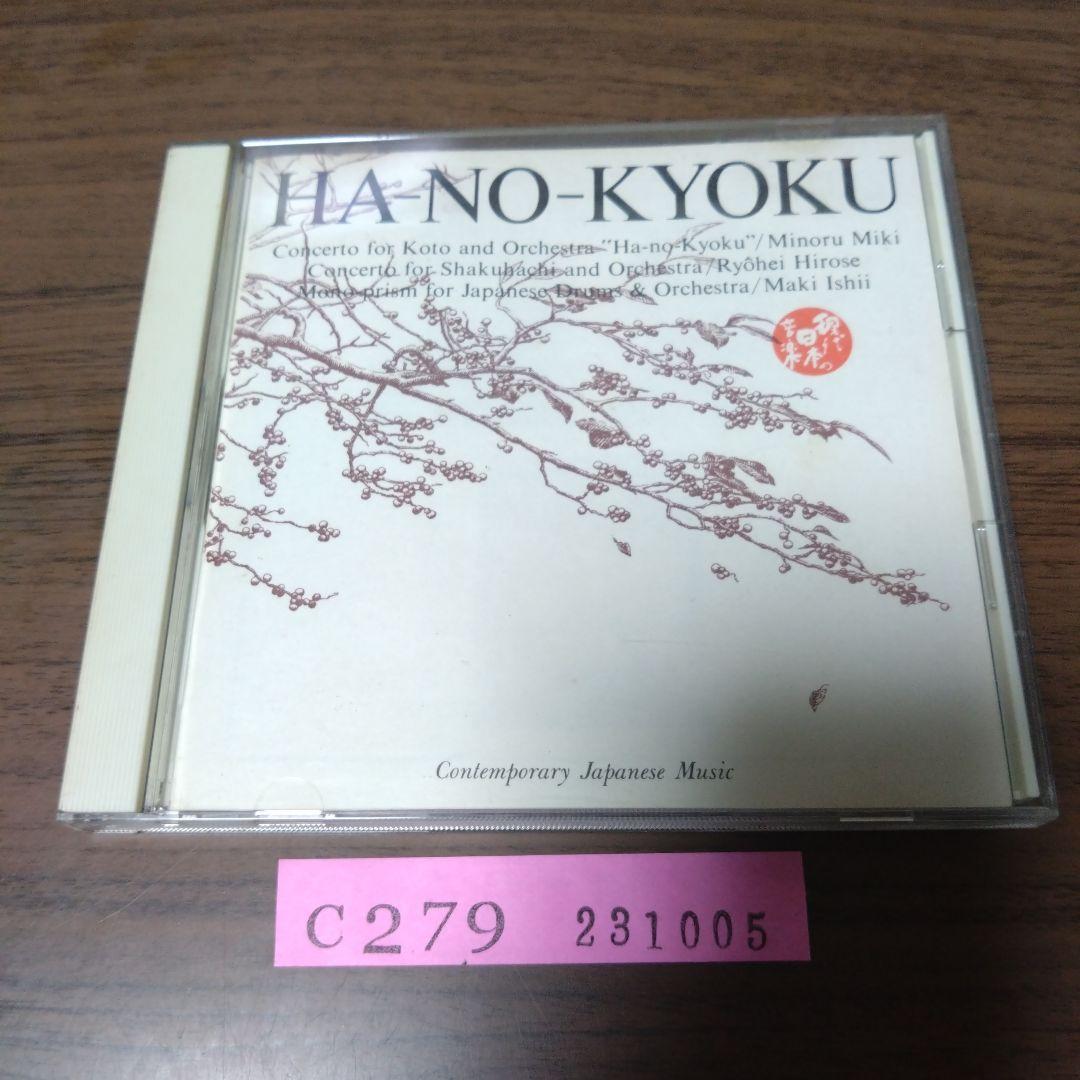 HA-NO-KYOKU
Concerto for Koto and Orchestra "Ha-no-Kyoku"/Minoru Miki
Concerto for Shakuhachi and Orchestra/Ryôhei Hirose
Mono-prism for Japanese Drums & Orchestra/Maki Ishii
現代の
日本
音楽
Contemporary Japanese Music
C279 231005